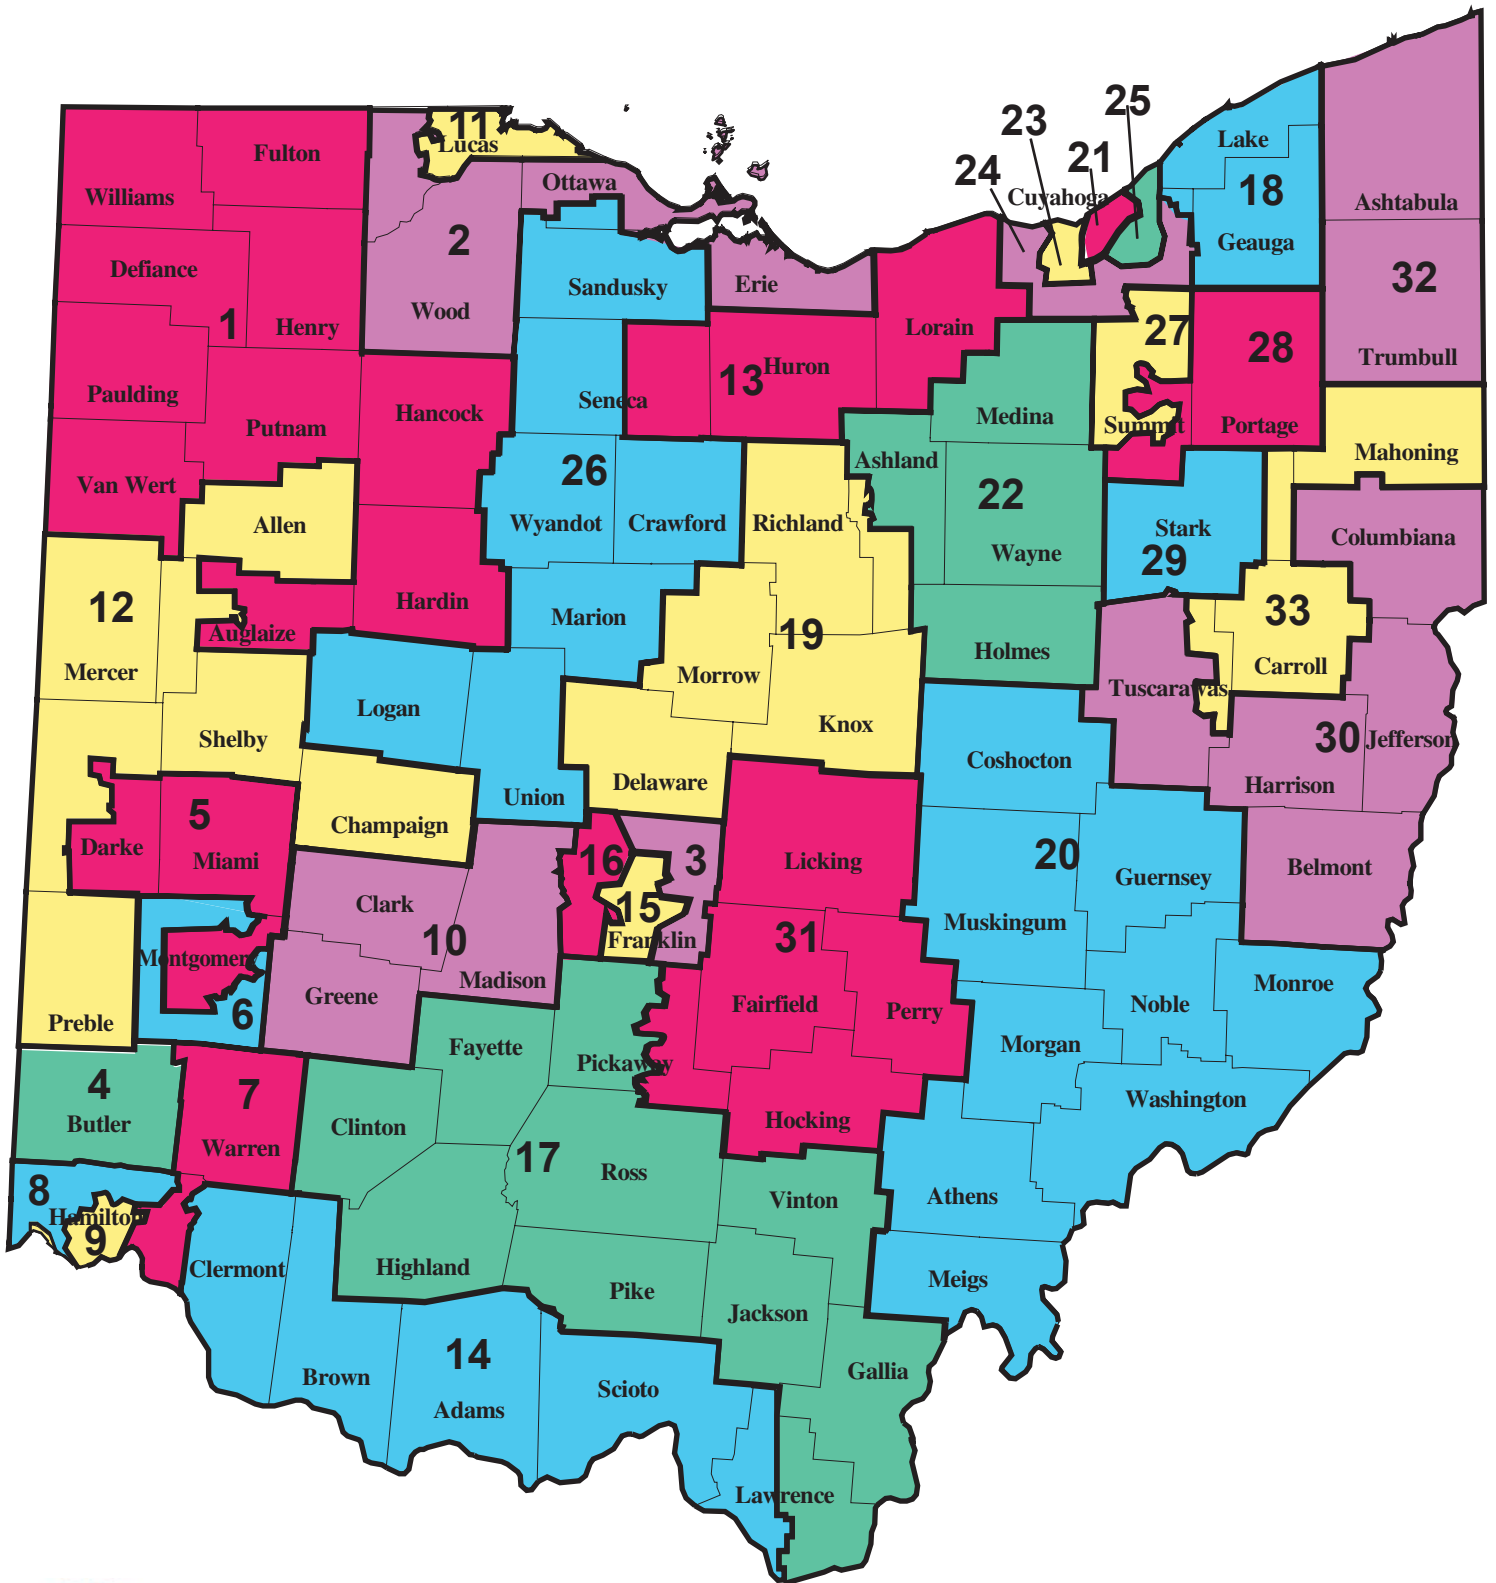 25
23
11
Lucas
Lake
21
Fulton
24
Ottawa
Cuyahoga
18
Williams
Ashtabula
2
Geauga
Defiance
32
Sandusky
Erie
Wood
1
Henry
Lorain
27
28
Trumbull
Huron
13
Paulding
Seneca
Hancock
Medina
Putnam
Summit
Portage
Mahoning
Ashland
26
Van Wert
22
Allen
Wyandot
Crawford
Richland
Stark
Columbiana
Wayne
29
12
Hardin
33
Marion
Auglaize
19
Holmes
Carroll
Mercer
Morrow
Tuscarawas
Logan
Knox
Shelby
30
Jefferson
Coshocton
Delaware
Harrison
Union
5
Champaign
Darke
Miami
16
3
Licking
20
Belmont
Guernsey
Clark
15
Muskingum
10
Franklin
31
Montgomery
Madison
Monroe
Greene
Fairfield
Noble
Perry
6
Preble
Morgan
Fayette
Pickaway
4
7
Washington
Butler
Hocking
Clinton
Warren
17
Ross
8
Vinton
Athens
Hamilton
9
Clermont
Highland
Meigs
Pike
Jackson
14
Gallia
Brown
Scioto
Adams
Lawrence